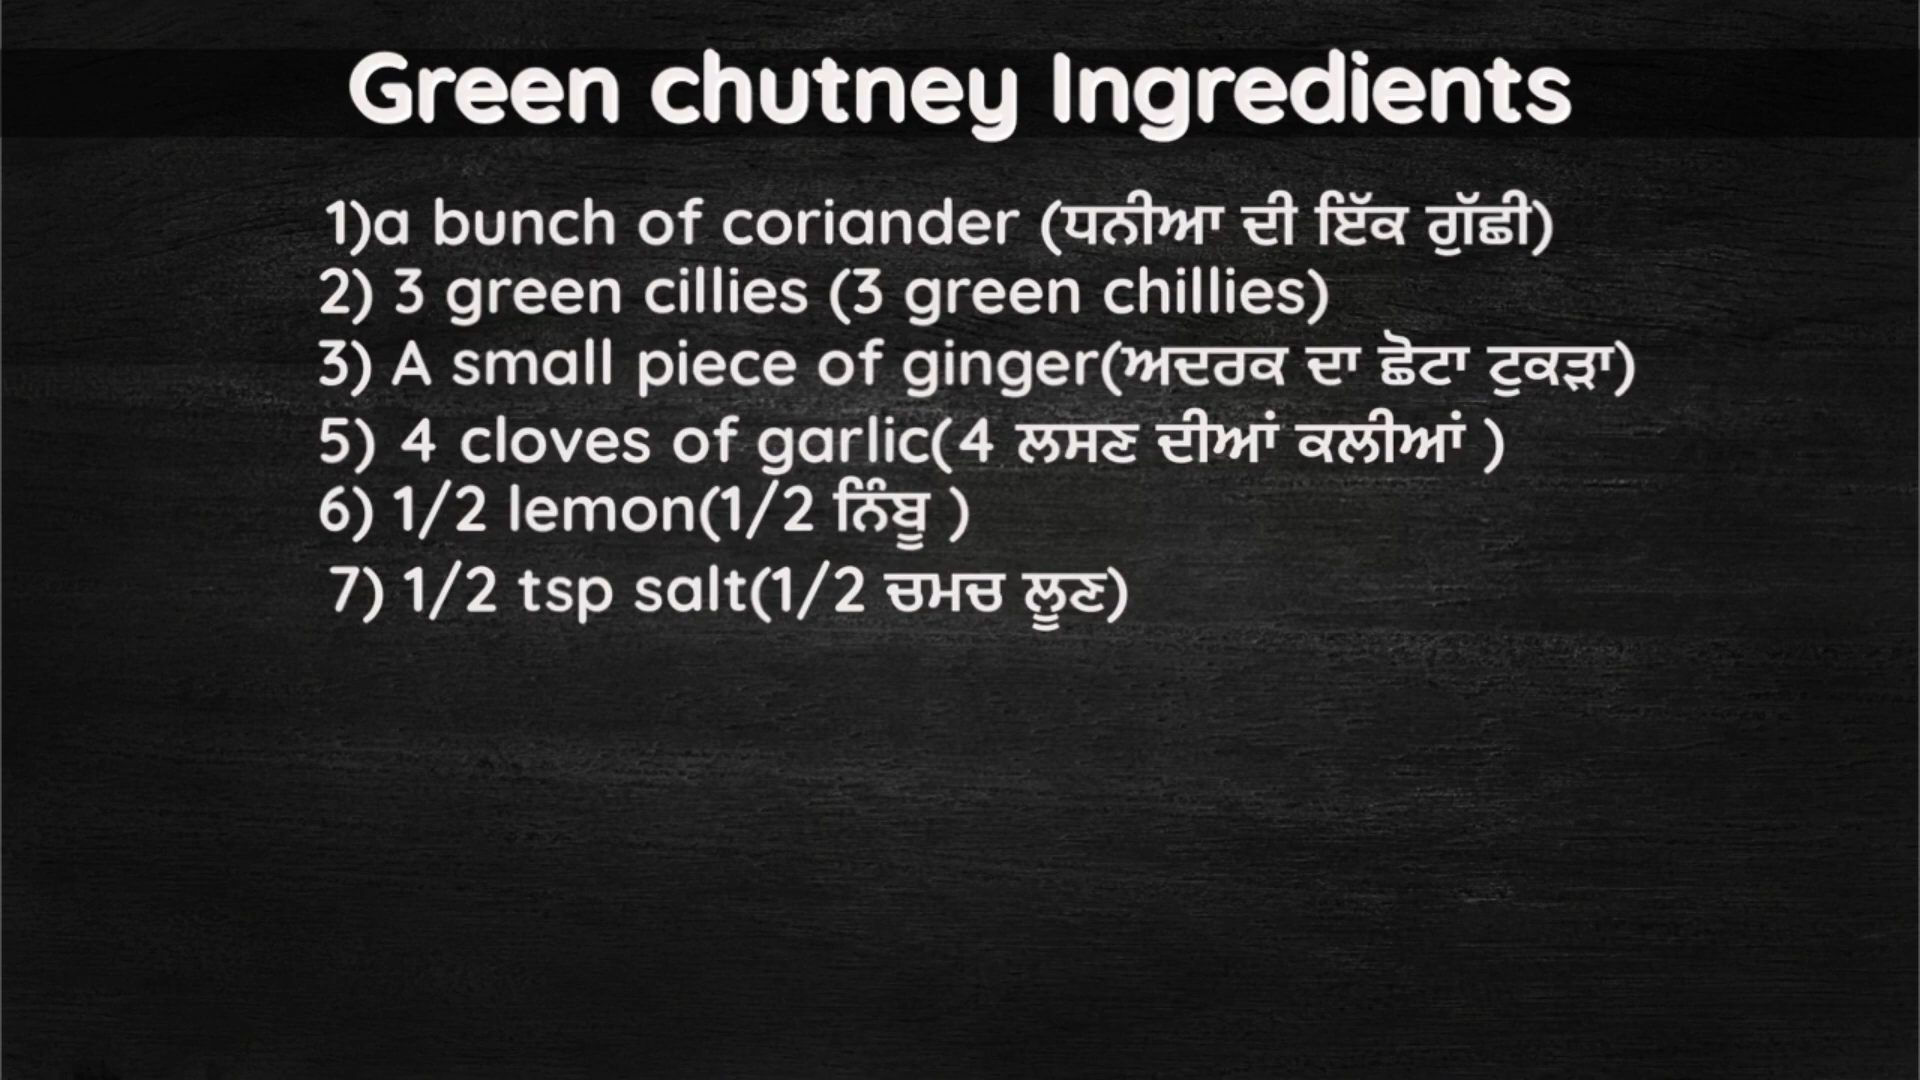 Green chutney Ingredients
1)a bunch of coriander (ਧਨੀਆ ਦੀ ਇੱਕ ਗੁੱਛੀ)
2) 3 green cillies (3 green chillies)
3) A small piece of ginger(ਅਦਰਕ ਦਾ ਛੋਟਾ ਟੁਕੜਾ)
5) 4 cloves of garlic(4 ਲਸਣ ਦੀਆਂ ਕਲੀਆਂ )
6) 1/2 lemon(1/2 ਨਿੰਬੂ )
7) 1/2 tsp salt(1/2 ਚਮਚ ਲੂਣ)